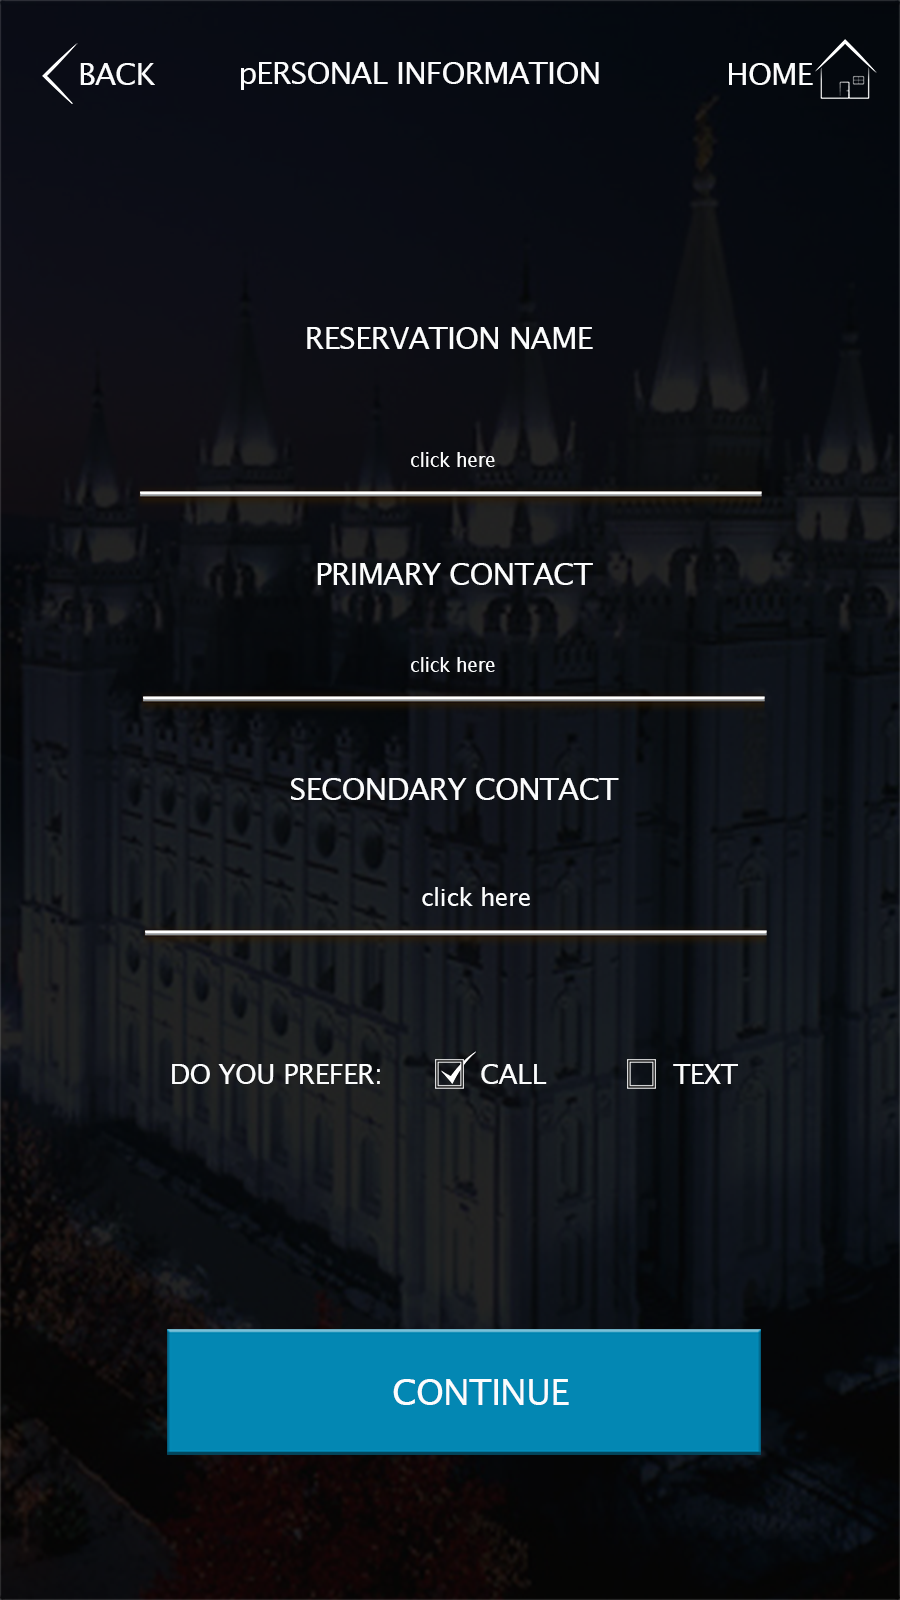 BACK pERSONAL INFORMATION HOME
RESERVATION NAME
click here
PRIMARY CONTACT
click here
SECONDARY CONTACT
click here
DO YOU PREFER: CALL TEXT
CONTINUE